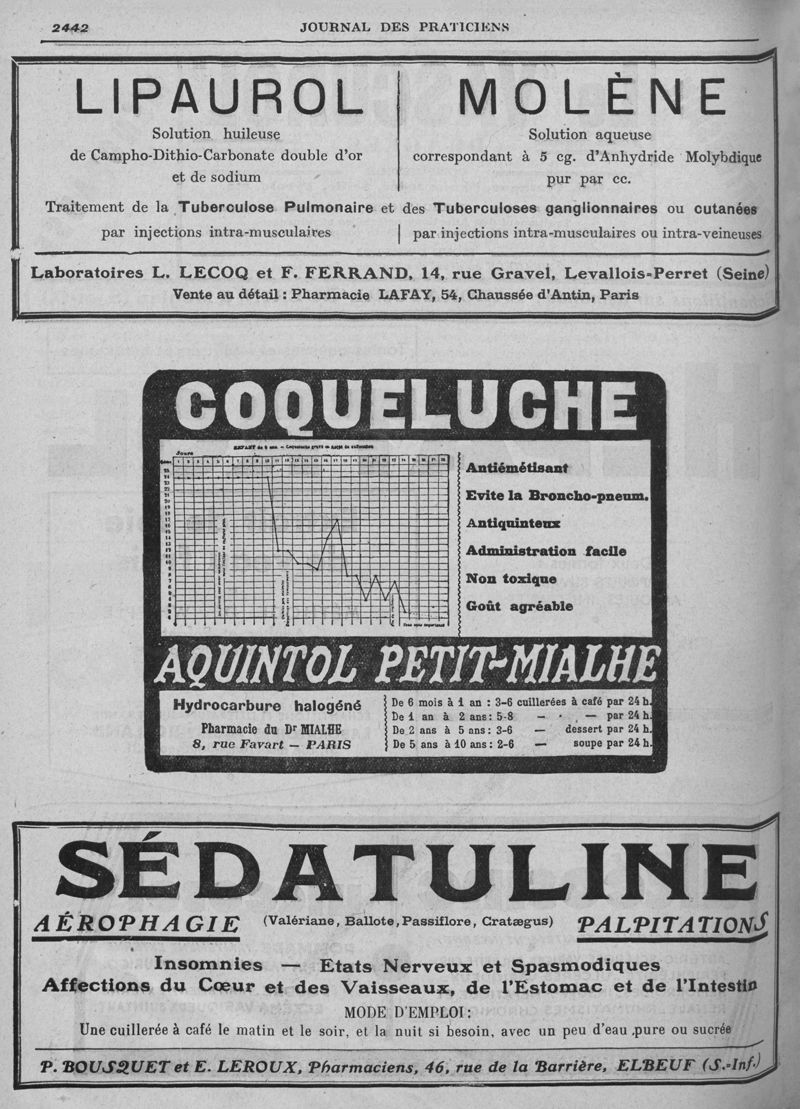 2442
JOURNAL DES PRATICIENS
LIPAUROL
Solution huileuse
de Campho-Dithio-Carbonate double d'or
et de sodium
MOLÈNE
Solution aqueuse
correspondant à 5 cg. d'Anhydride Molybdique
pur par cc.
Traitement de la Tuberculose Pulmonaire et des Tuberculoses ganglionnaires ou cutanées
par injections intra-musculaires
par injections intra-musculaires ou intra-veineuses
Laboratoires L. LECOQ et F. FERRAND, 14, rue Gravel, Levallois-Perret (Seine)
Vente au détail : Pharmacie LAFAY, 54, Chaussée d'Antin, Paris
COQUELUCHE
Jours
Antiémétisant
Evite la Broncho-pneum.
Antiquinteux
Administration facile
Non toxique
Goût agréable
AQUINTOL PETIT-MIALHE
Hydrocarbure halogéné
Pharmacie du Dr MIALHE
8, rue Favart — PARIS
De 6 mois à 1 an : 3-6 cuillerées à café par 24 h.
De 1 an à 2 ans : 5-8 — — par 24 h.
De 2 ans à 5 ans : 3-6 — dessert par 24 h.
De 5 ans à 10 ans : 2-6 — soupe par 24 h.
SÉDATULINE
AÉROPHAGIE
(Valériane, Ballote, Passiflore, Cratægus)
PALPITATIONS
Insomnies — Etats Nerveux et Spasmodiques
Affections du Cœur et des Vaisseaux, de l'Estomac et de l'Intestin
MODE D'EMPLOI :
Une cuillerée à café le matin et le soir, et la nuit si besoin, avec un peu d'eau pure ou sucrée
P. BOUSQUET et E. LEROUX, Pharmaciens, 46, rue de la Barrière, ELBEUF (S.-Inf.)